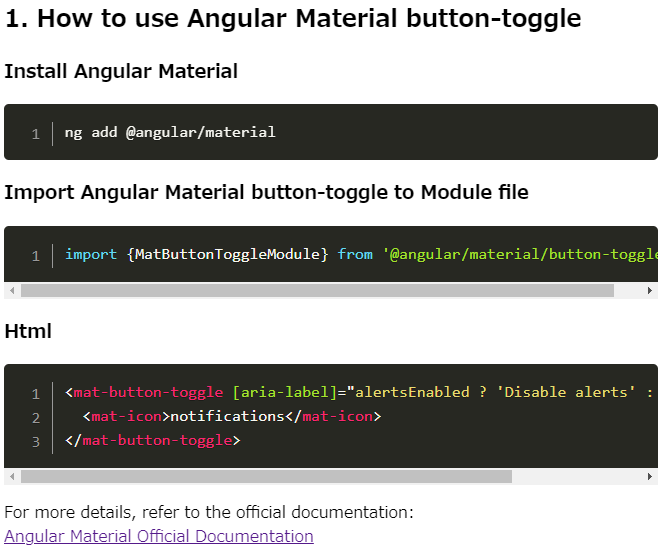 1. How to use Angular Material button-toggle
Install Angular Material
1 ng add @angular/material
Import Angular Material button-toggle to Module file
1 import {MatButtonToggleModule} from '@angular/material/button-toggle
Html
1 <mat-button-toggle [aria-label]="alertsEnabled ? 'Disable alerts' :
2 <mat-icon>notifications</mat-icon>
3 </mat-button-toggle>
For more details, refer to the official documentation:
Angular Material Official Documentation